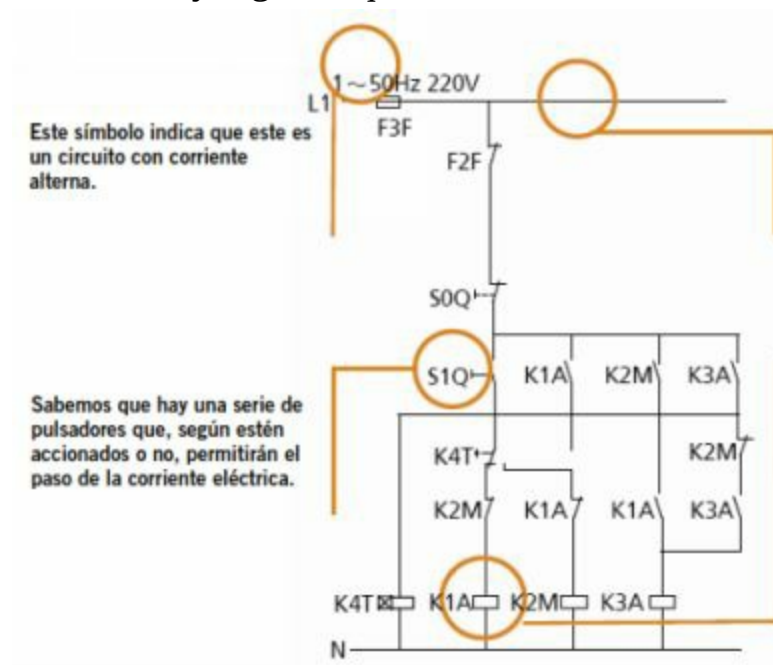 1~50Hz 220V
L1
F3F
Este símbolo indica que este es
un circuito con corriente
alterna.
F2F
S0Q
S1Q K1A K2M K3A
Sabemos que hay una serie de
pulsadores que, según estén
accionados o no, permitirán el
paso de la corriente eléctrica.
K4T K2M
K2M K1A K1A K3A
K4T K1A K2M K3A
N